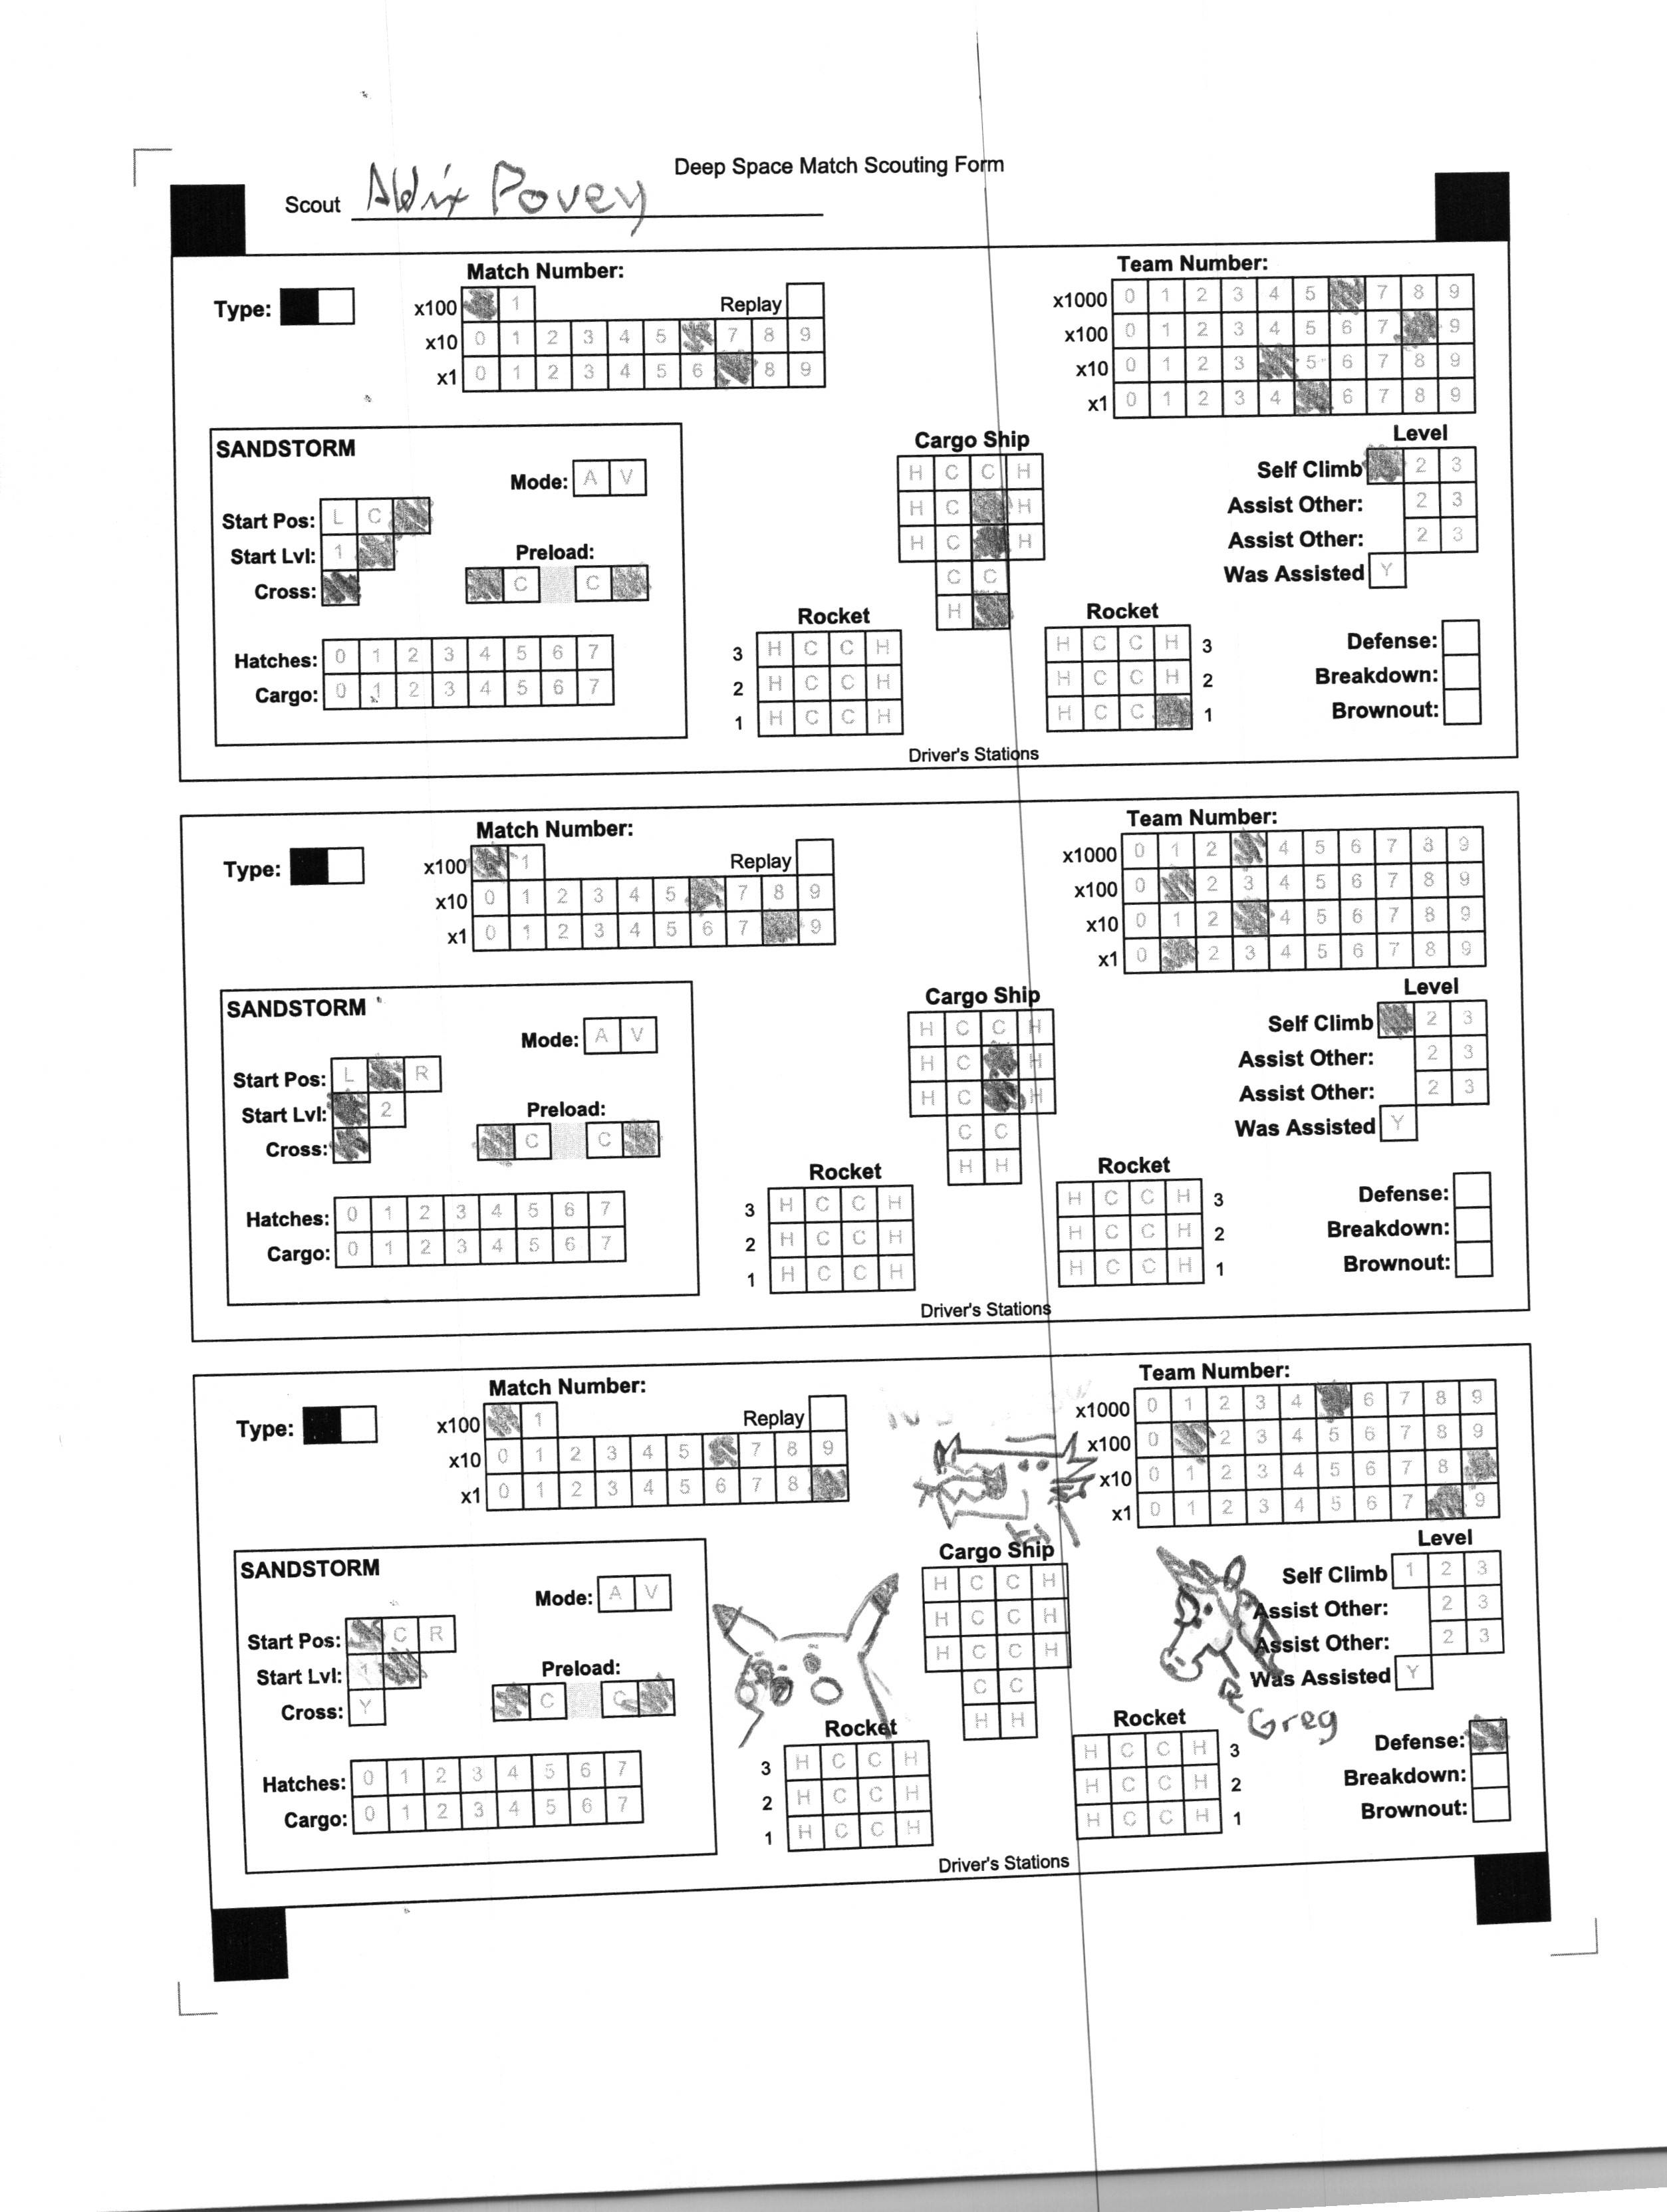 Deep Space Match Scouting Form
Scout Povey
Match Number:
Team Number:
Type:
x100 1 Replay
x10 0 1 2 3 4 5 7 8 9
x1 0 1 2 3 4 5 6 8 9
x1000 0 1 2 3 4 5 7 8 9
x100 0 1 2 3 4 5 6 7 9
x10 0 1 2 3 5 6 7 8 9
x1 0 1 2 3 4 6 7 8 9
SANDSTORM
Mode: A V
Start Pos: L C
Start Lvl: 1
Cross:
Preload:
C C
Hatches: 0 1 2 3 4 5 6 7
Cargo: 0 1 2 3 4 5 6 7
Cargo Ship
H C C H
H C H
H C H
C C
H
Rocket
3 H C C H
2 H C C H
1 H C C H
Rocket
H C C H 3
H C C H 2
H C C 1
Level
Self Climb 2 3
Assist Other: 2 3
Assist Other: 2 3
Was Assisted Y
Defense:
Breakdown:
Brownout:
Driver's Stations
Match Number:
Team Number:
Type:
x100 1 Replay
x10 0 1 2 3 4 5 7 8 9
x1 0 1 2 3 4 5 6 7 9
x1000 0 1 2 4 5 6 7 8 9
x100 0 2 3 4 5 6 7 8 9
x10 0 1 2 4 5 6 7 8 9
x1 0 2 3 4 5 6 7 8 9
SANDSTORM
Mode: A V
Start Pos: L R
Start Lvl: 2
Cross:
Preload:
C C
Hatches: 0 1 2 3 4 5 6 7
Cargo: 0 1 2 3 4 5 6 7
Cargo Ship
H C C H
H C H
H C H
C C
H H
Rocket
3 H C C H
2 H C C H
1 H C C H
Rocket
H C C H 3
H C C H 2
H C C H 1
Level
Self Climb 2 3
Assist Other: 2 3
Assist Other: 2 3
Was Assisted Y
Defense:
Breakdown:
Brownout:
Driver's Stations
Match Number:
Team Number:
Type:
x100 1 Replay
x10 0 1 2 3 4 5 7 8 9
x1 0 1 2 3 4 5 6 7 8
x1000 0 1 2 3 4 6 7 8 9
x100 0 2 3 4 5 6 7 8 9
x10 0 1 2 3 4 5 6 7 8
x1 0 1 2 3 4 5 6 7 9
SANDSTORM
Mode: A V
Start Pos: C R
Start Lvl: 1
Cross: Y
Preload:
C C
Hatches: 0 1 2 3 4 5 6 7
Cargo: 0 1 2 3 4 5 6 7
Cargo Ship
H C C H
H C C H
H C C H
C C
H H
Rocket
3 H C C H
2 H C C H
1 H C C H
Rocket
H C C H 3
H C C H 2
H C C H 1
Level
Self Climb 1 2 3
Assist Other: 2 3
Assist Other: 2 3
Was Assisted Y
Greg
Defense:
Breakdown:
Brownout:
Driver's Stations